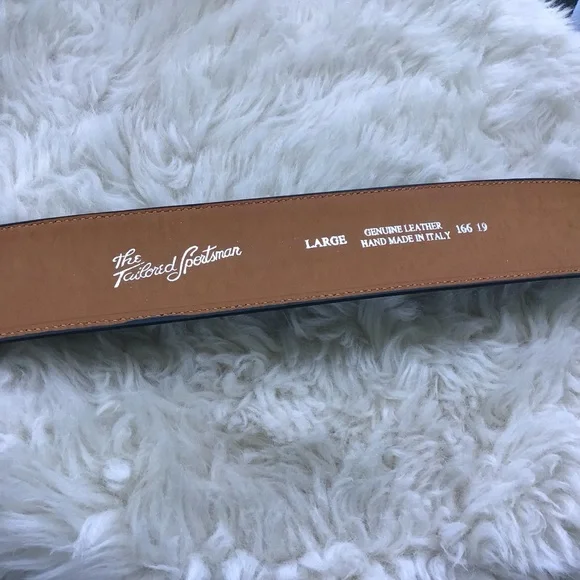 The
Tailored Sportsman
LARGE
GENUINE LEATHER
HAND MADE IN ITALY
166 19